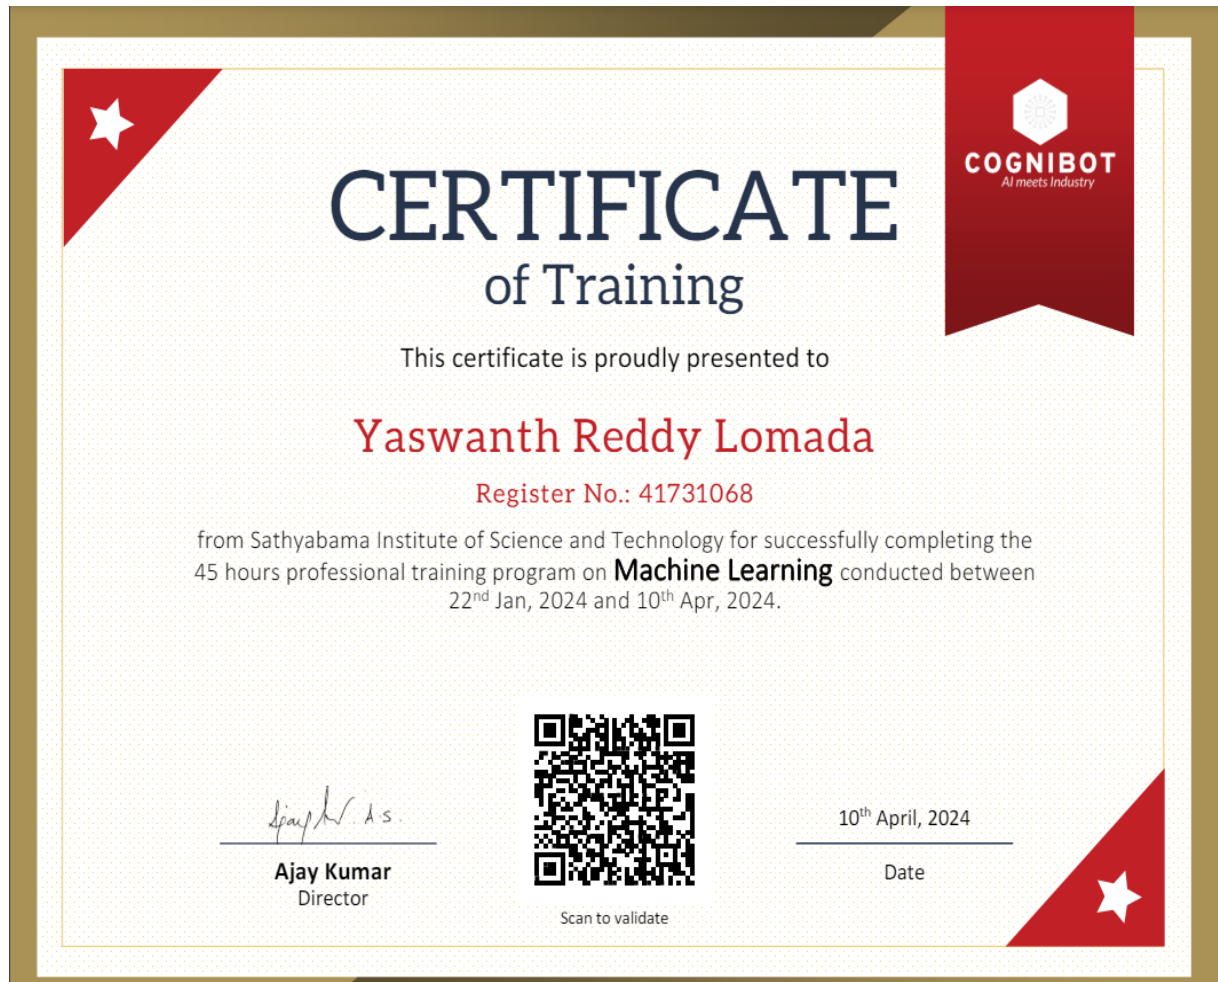 COGNIBOT
AI meets Industry
CERTIFICATE
of Training
This certificate is proudly presented to
Yaswanth Reddy Lomada
Register No.: 41731068
from Sathyabama Institute of Science and Technology for successfully completing the
45 hours professional training program on Machine Learning conducted between
22nd Jan, 2024 and 10th Apr, 2024.
A.S.
Ajay Kumar
Director
Scan to validate
10th April, 2024
Date